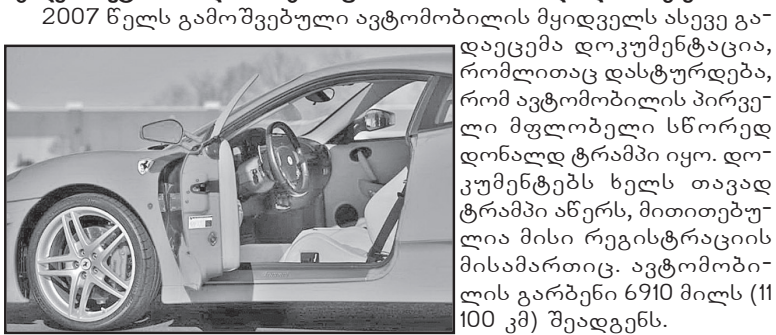 2007 წელს გამოშვებული ავტომობილის მყიდველს ასევე გა-
დაეცემა დოკუმენტაცია,
რომლითაც დასტურდება,
რომ ავტომობილის პირვე-
ლი მფლობელი სწორედ
დონალდ ტრამპი იყო. დო-
კუმენტებს ხელს თავად
ტრამპი აწერს, მითითებუ-
ლია მისი რეგისტრაციის
მისამართიც. ავტომობი-
ლის გარბენი 6910 მილს (11
100 კმ) შეადგენს.